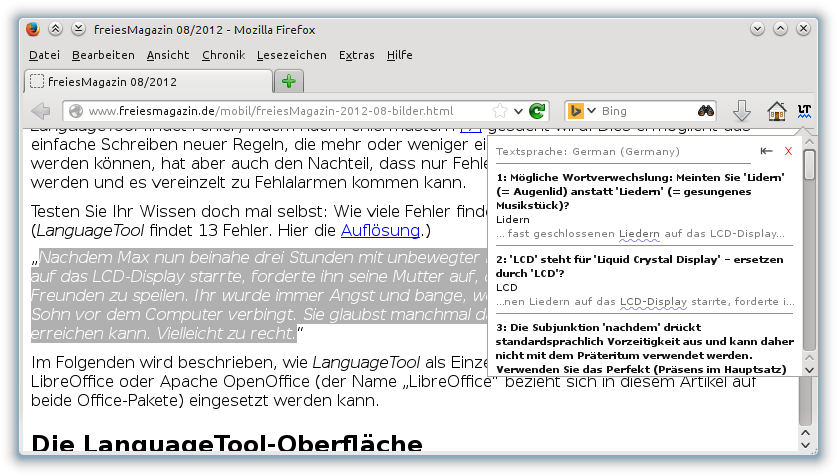 freiesMagazin 08/2012 - Mozilla Firefox
Datei Bearbeiten Ansicht Chronik Lesezeichen Extras Hilfe
freiesMagazin 08/2012
www.freiesmagazin.de/mobil/freiesMagazin-2012-08-bilder.html
Bing
LT
LanguageTool findet Fehler, indem nach Fehlermustern [7] gesucht wird. Dies ermöglicht das
einfache Schreiben neuer Regeln, die mehr oder weniger ei
werden können, hat aber auch den Nachteil, dass nur Fehle
werden und es vereinzelt zu Fehlalarmen kommen kann.
Testen Sie Ihr Wissen doch mal selbst: Wie viele Fehler finde
(LanguageTool findet 13 Fehler. Hier die Auflösung.)
„Nachdem Max nun beinahe drei Stunden mit unbewegter
auf das LCD-Display starrte, forderte ihn seine Mutter auf,
Freunden zu speilen. Ihr wurde immer Angst und bange, we
Sohn vor dem Computer verbingt. Sie glaubst manchmal da
erreichen kann. Vielleicht zu recht.“
Im Folgenden wird beschrieben, wie LanguageTool als Einze
LibreOffice oder Apache OpenOffice (der Name „LibreOffice“ bezieht sich in diesem Artikel auf
beide Office-Pakete) eingesetzt werden kann.
Die LanguageTool-Oberfläche
Textsprache: German (Germany)
X
1: Mögliche Wortverwechslung: Meinten Sie 'Lidern'
(= Augenlid) anstatt 'Liedern' (= gesungenes
Musikstück)?
Lidern
... fast geschlossenen Liedern auf das LCD-Display...
2: 'LCD' steht für 'Liquid Crystal Display' – ersetzen
durch 'LCD'?
LCD
...nen Liedern auf das LCD-Display starrte, forderte i...
3: Die Subjunktion 'nachdem' drückt
standardsprachlich Vorzeitigkeit aus und kann daher
nicht mit dem Präteritum verwendet werden.
Verwenden Sie das Perfekt (Präsens im Hauptsatz)